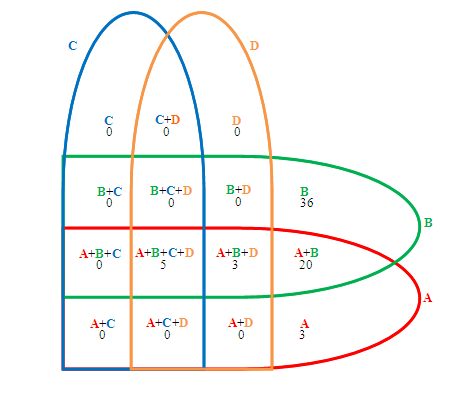 C
D
C C+D D
0 0 0
B+C B+C+D B+D B
0 0 0 36
B
A+B+C A+B+C+D A+B+D A+B
0 5 3 20
A
A+C A+C+D A+D A
0 0 0 3